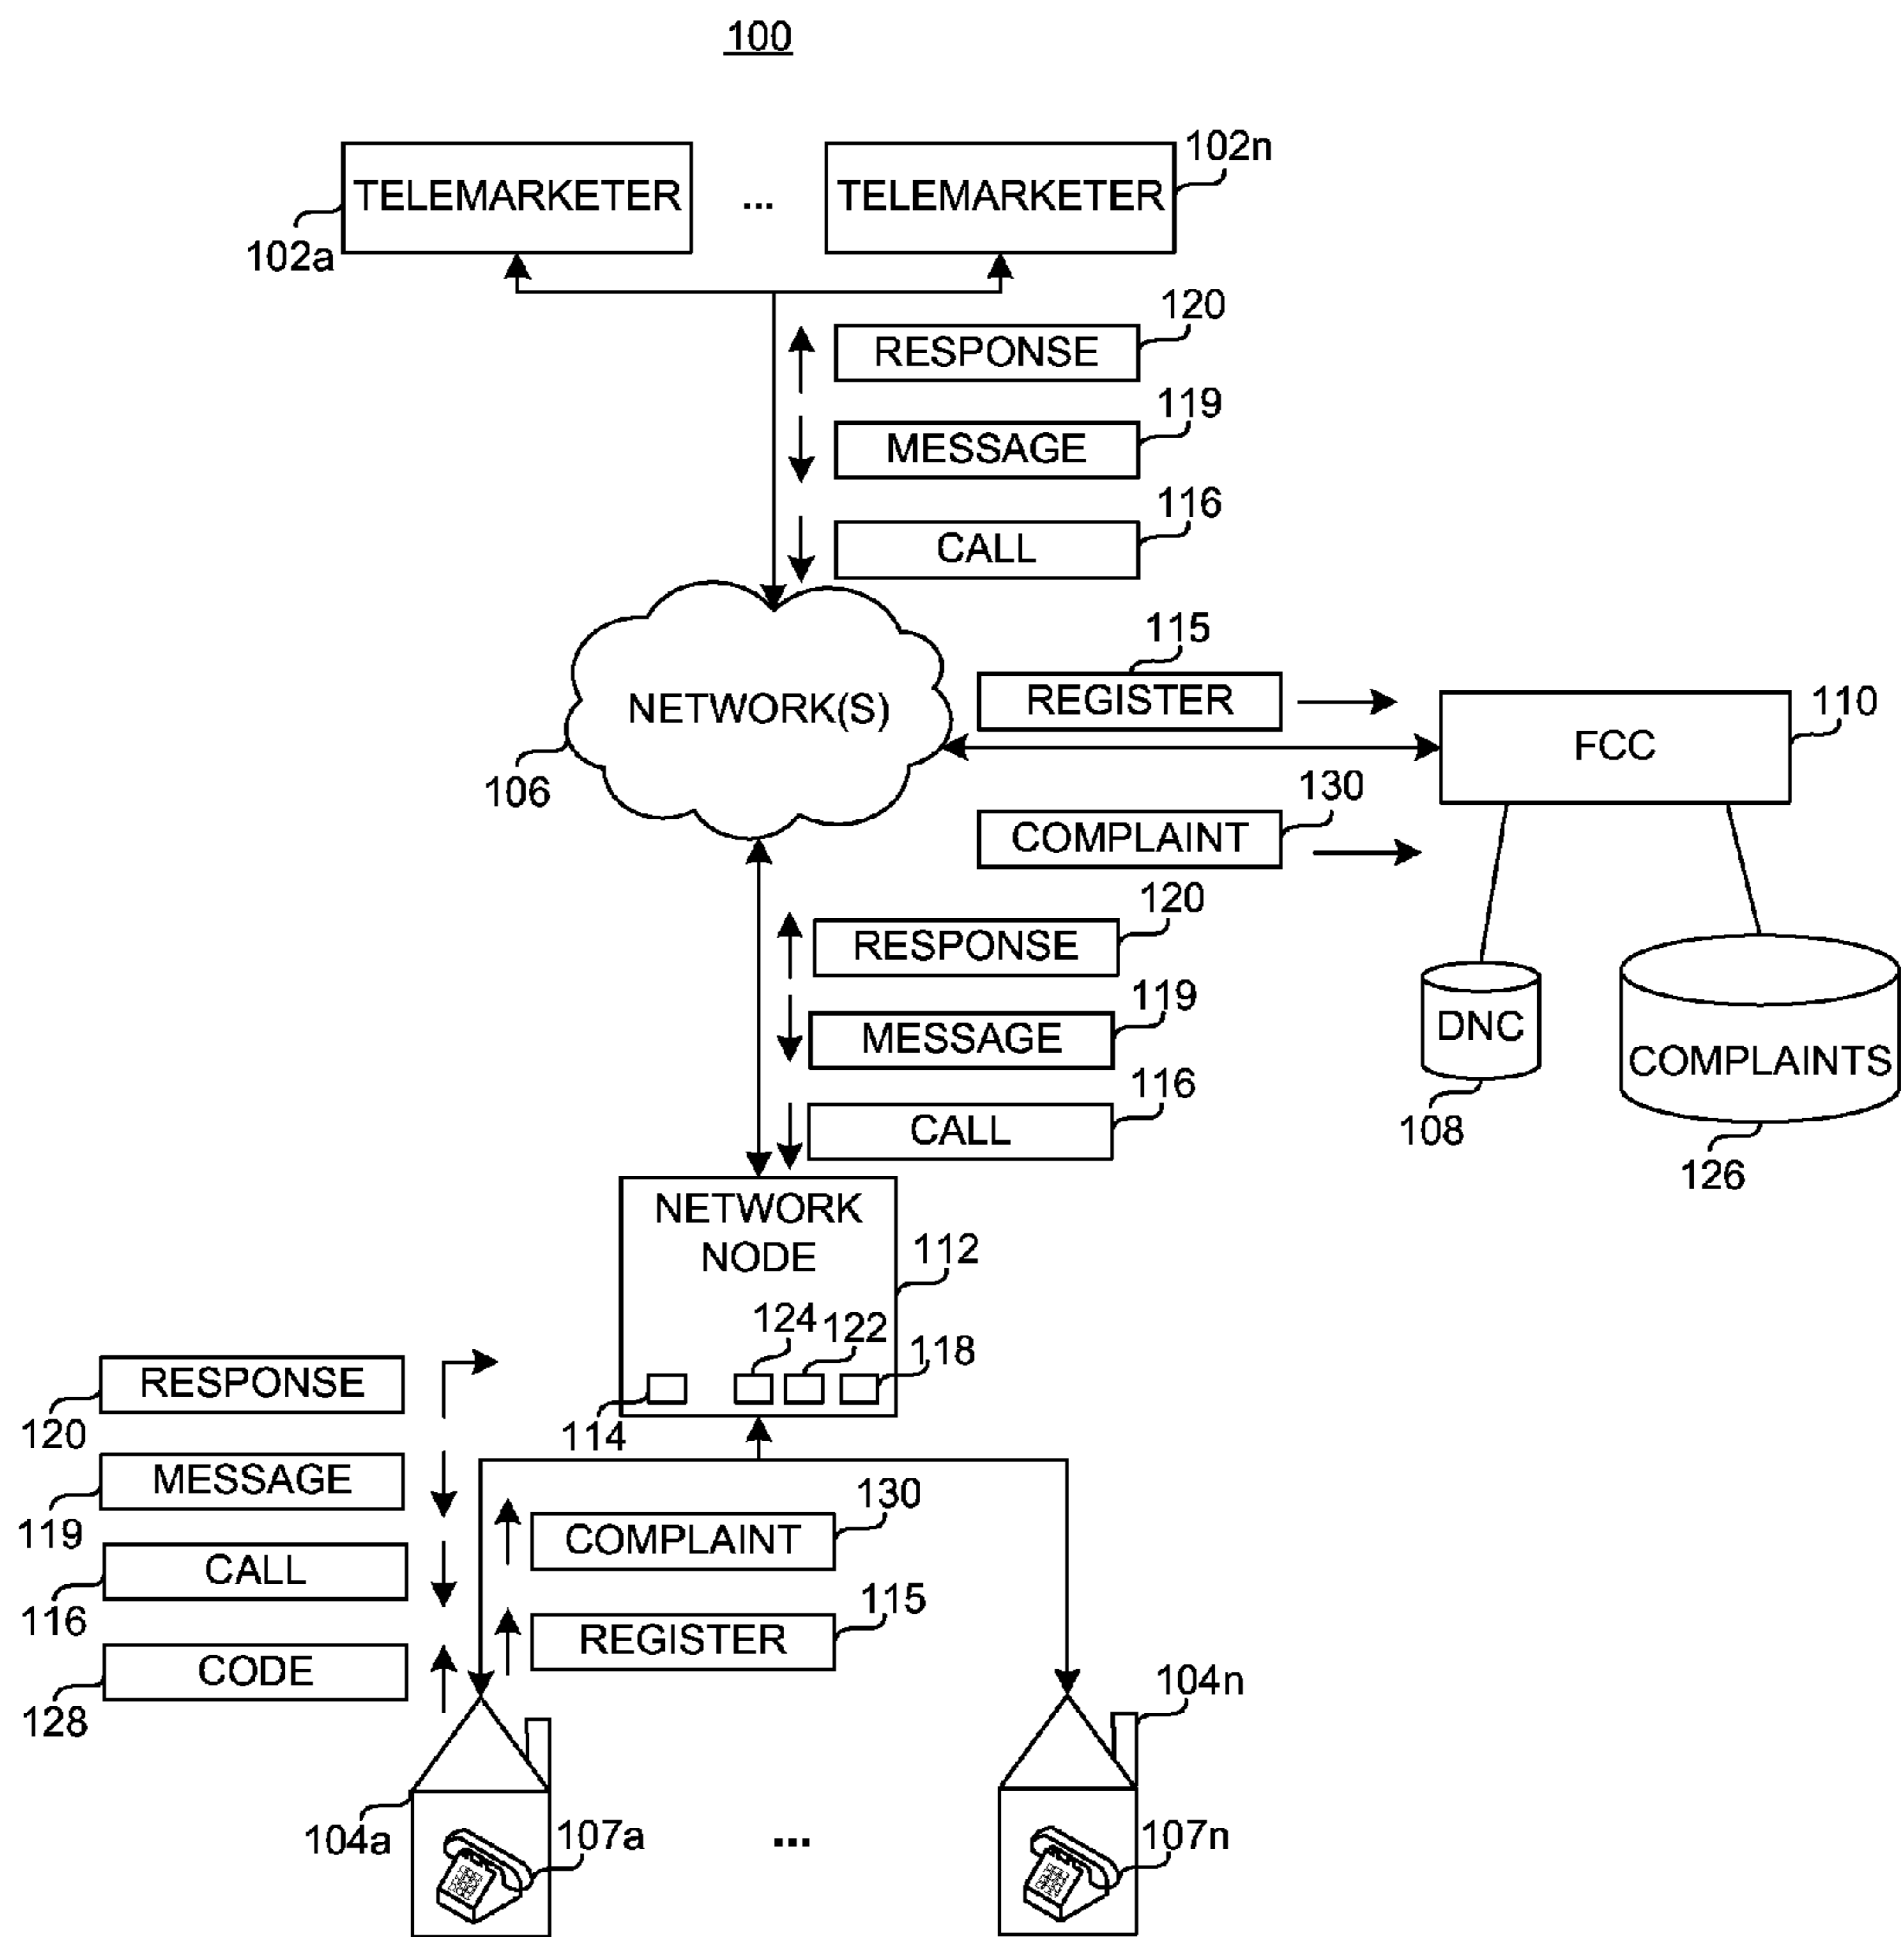 100
102n
TELEMARKETER
...
TELEMARKETER
102a
120
RESPONSE
119
MESSAGE
116
CALL
115
REGISTER
NETWORK(S)
110
FCC
106
130
COMPLAINT
120
RESPONSE
119
MESSAGE
DNC
COMPLAINTS
116
CALL
108
126
NETWORK
NODE
112
124
122
118
114
RESPONSE
120
MESSAGE
119
130
COMPLAINT
CALL
116
115
REGISTER
CODE
128
104n
104a
107a
...
107n